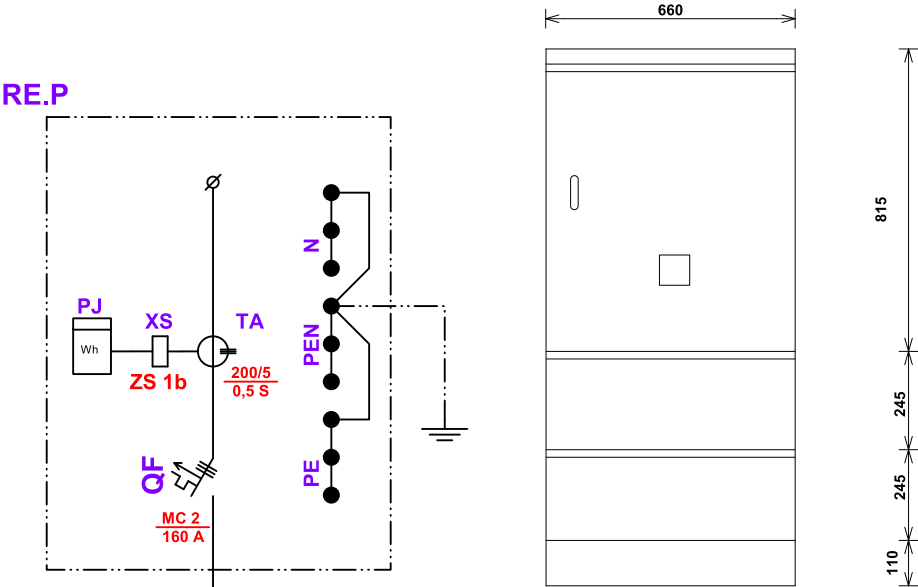 RE.P
PJ
Wh
XS
ZS 1b
TA
200/5
0,5 S
QF
MC 2
160 A
N
PEN
PE
660
815
245
245
110